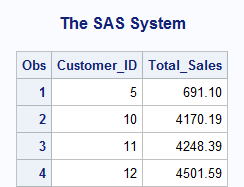 The SAS System
Obs Customer_ID Total_Sales
1 5 691.10
2 10 4170.19
3 11 4248.39
4 12 4501.59